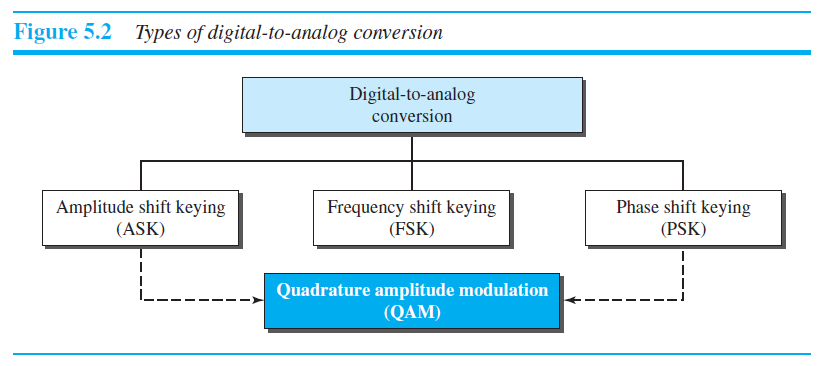 Figure 5.2 Types of digital-to-analog conversion
Digital-to-analog
conversion
Amplitude shift keying
(ASK)
Frequency shift keying
(FSK)
Phase shift keying
(PSK)
Quadrature amplitude modulation
(QAM)